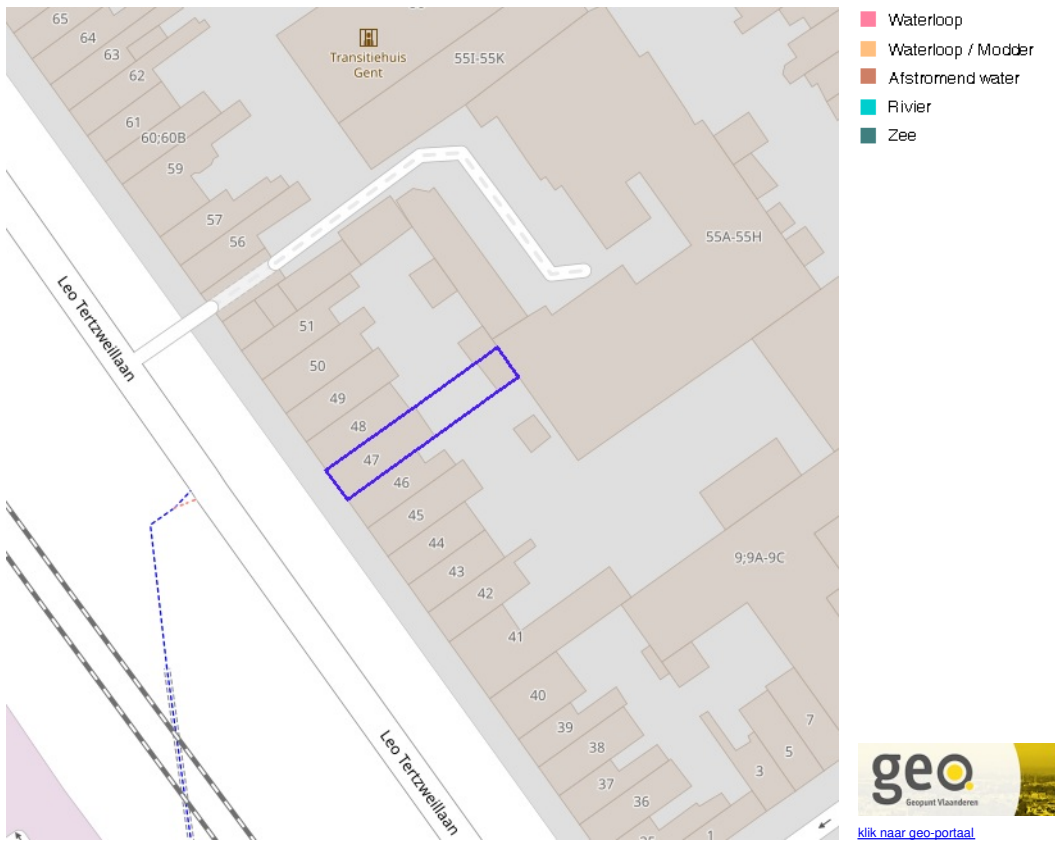 65
64
63
62
61
60;60B
59
57
56
Transitiehuis
Gent
55I-55K
55A-55H
Leo Tertzweillaan
51
50
49
48
47
46
45
44
43
42
41
40
39
38
37
36
9;9A-9C
7
5
3
1
Leo Tertzweillaan
Waterloop
Waterloop / Modder
Afstromend water
Rivier
Zee
geo
Geopunt Vlaanderen
klik naar geo-portaal